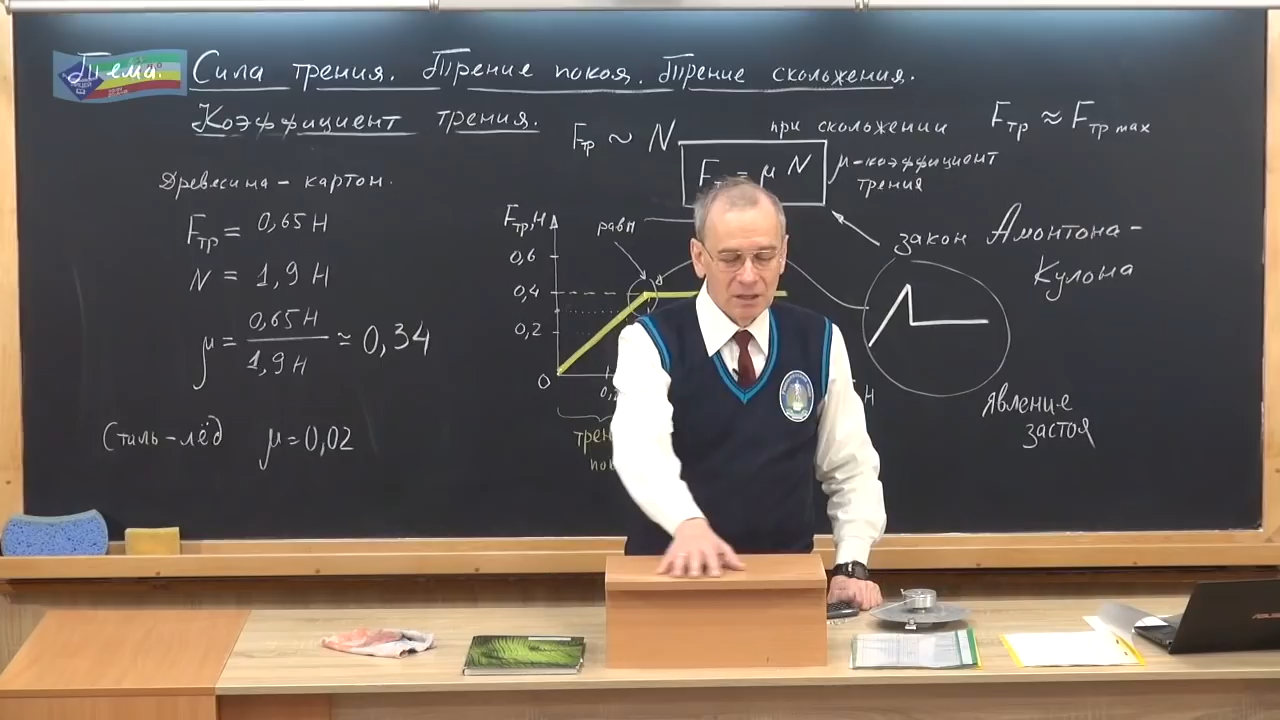 Тема. Сила трения. Трение покоя. Трение скольжения.
Коэффициент трения.
Fтр ~ N
при скольжении
Fтр ≈ Fтр max
= μ N
μ-коэффициент
трения
Древесина - картон.
Fтр = 0,65 Н
N = 1,9 Н
μ = 0,65 Н / 1,9 Н ≈ 0,34
Сталь-лёд μ=0,02
Fтр, Н
0,6
0,4
0,2
0
закон Амонтона-
Кулона
явление
застоя
Н